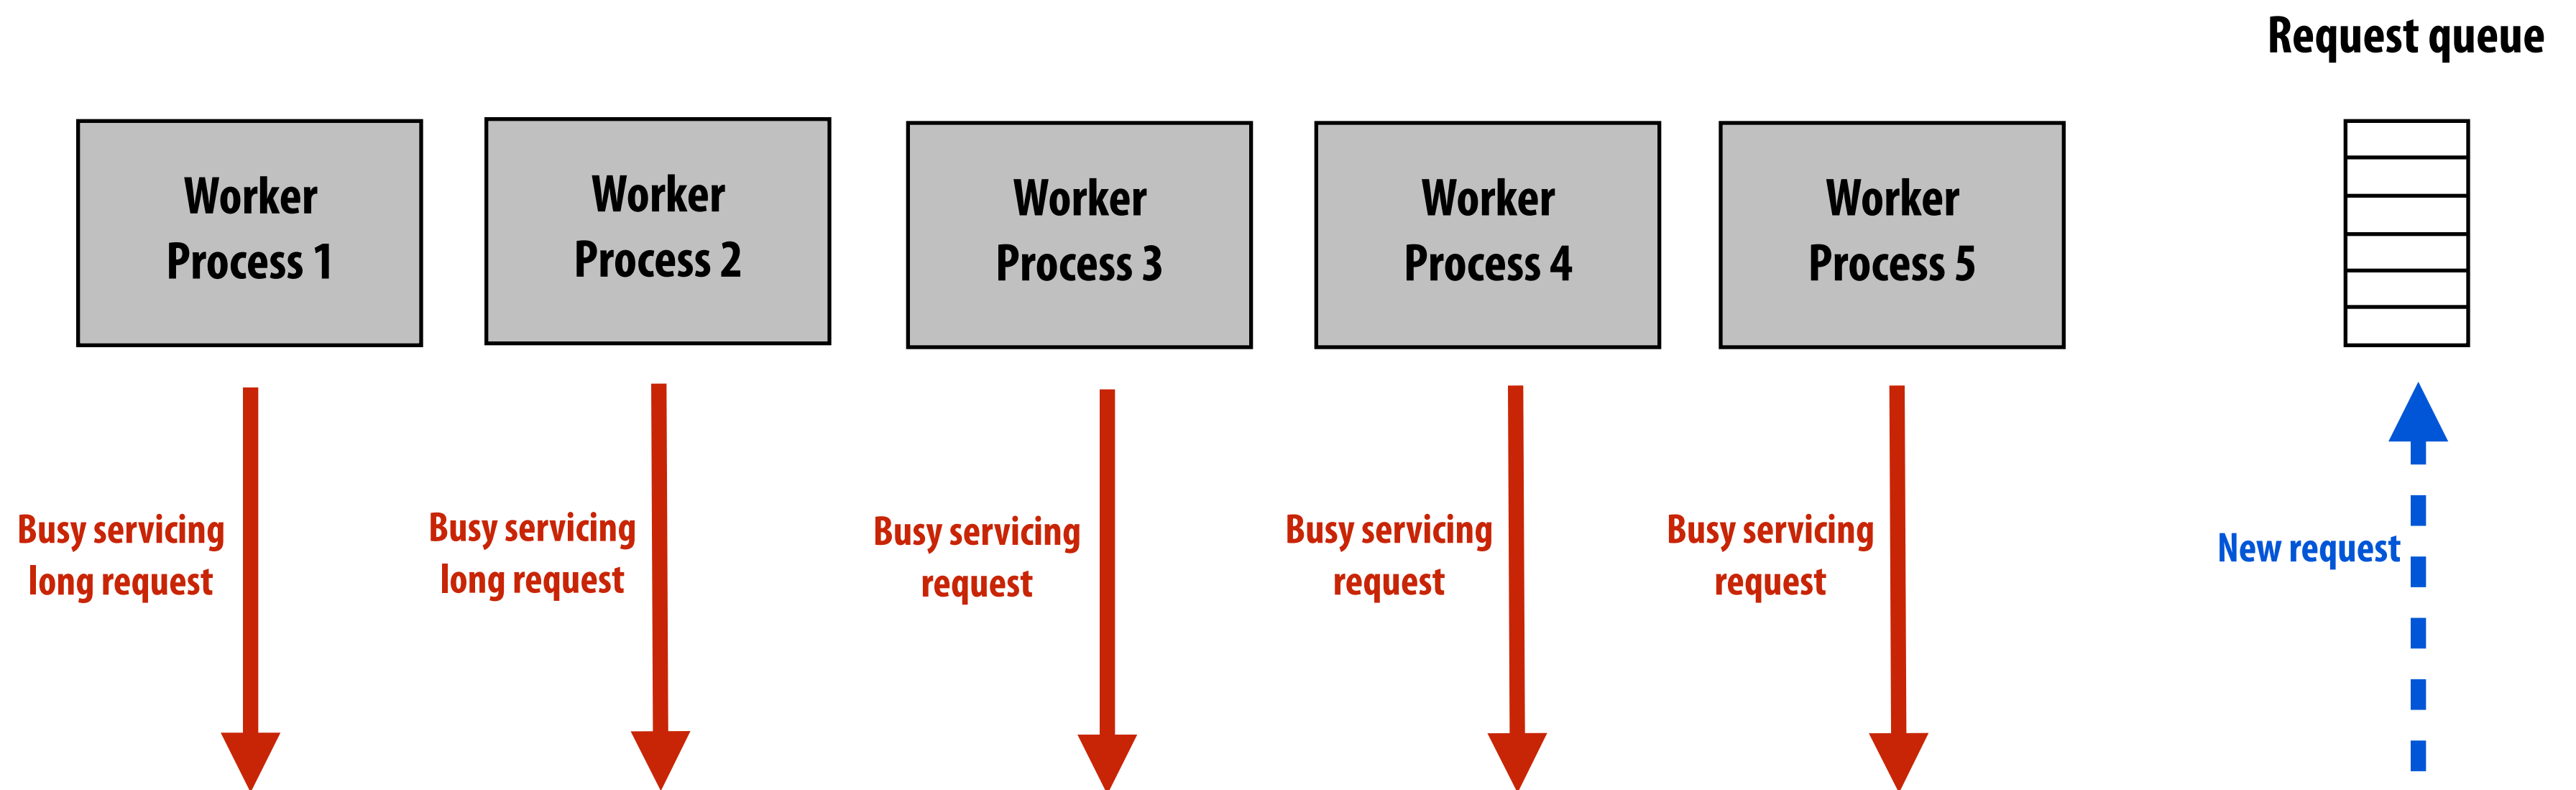 Request queue
Worker
Process 1
Worker
Process 2
Worker
Process 3
Worker
Process 4
Worker
Process 5
Busy servicing
long request
Busy servicing
long request
Busy servicing
request
Busy servicing
request
Busy servicing
request
New request